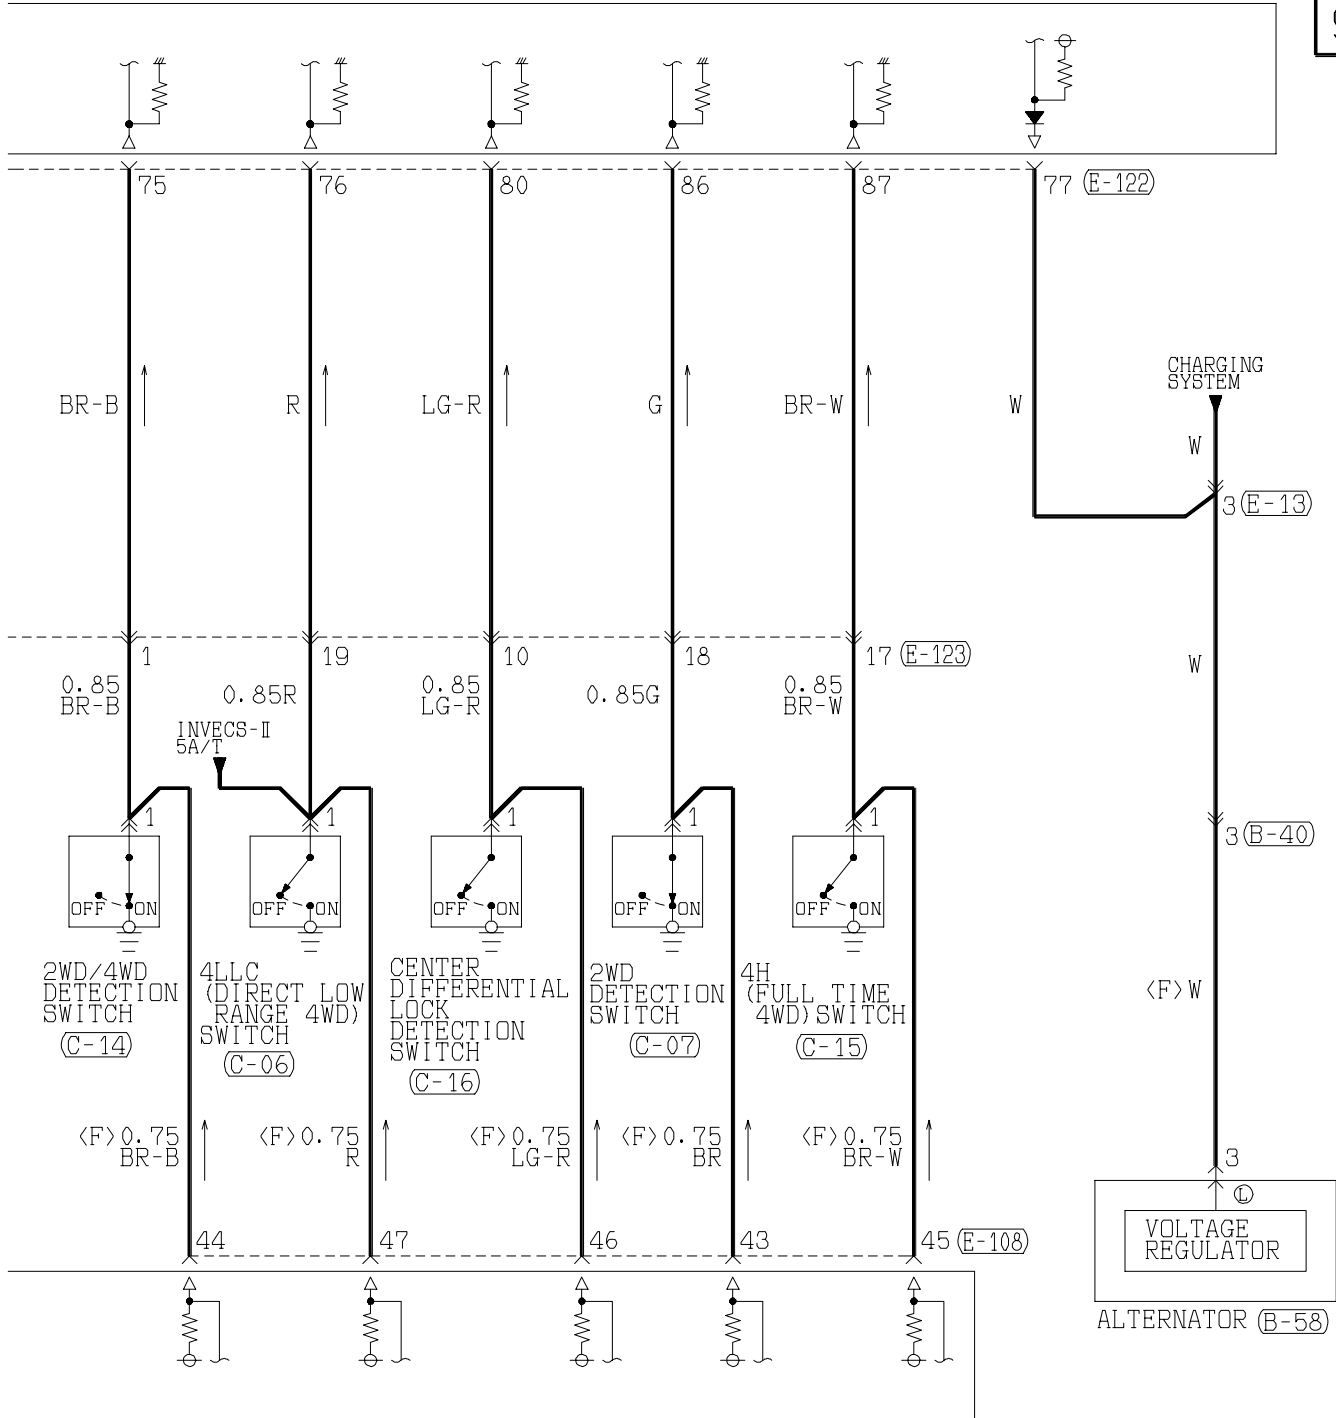 75
76
80
86
87
77 (E-122)
CHARGING
SYSTEM
BR-B
R
LG-R
G
BR-W
W
W
3 (E-13)
1
19
10
18
17 (E-123)
W
0.85
BR-B
0.85R
0.85
LG-R
0.85G
0.85
BR-W
INVECS-Ⅱ
5A/T
1
1
1
1
1
3 (B-40)
OFF ON
OFF ON
OFF ON
OFF ON
OFF ON
2WD/4WD
DETECTION
SWITCH
(C-14)
4LLC
(DIRECT LOW
RANGE 4WD)
SWITCH
(C-06)
CENTER
DIFFERENTIAL
LOCK
DETECTION
SWITCH
(C-16)
2WD
DETECTION
SWITCH
(C-07)
4H
(FULL TIME
4WD) SWITCH
(C-15)
<F>W
<F>0.75
BR-B
<F>0.75
R
<F>0.75
LG-R
<F>0.75
BR
<F>0.75
BR-W
3
L
44
47
46
43
45 (E-108)
VOLTAGE
REGULATOR
ALTERNATOR (B-58)